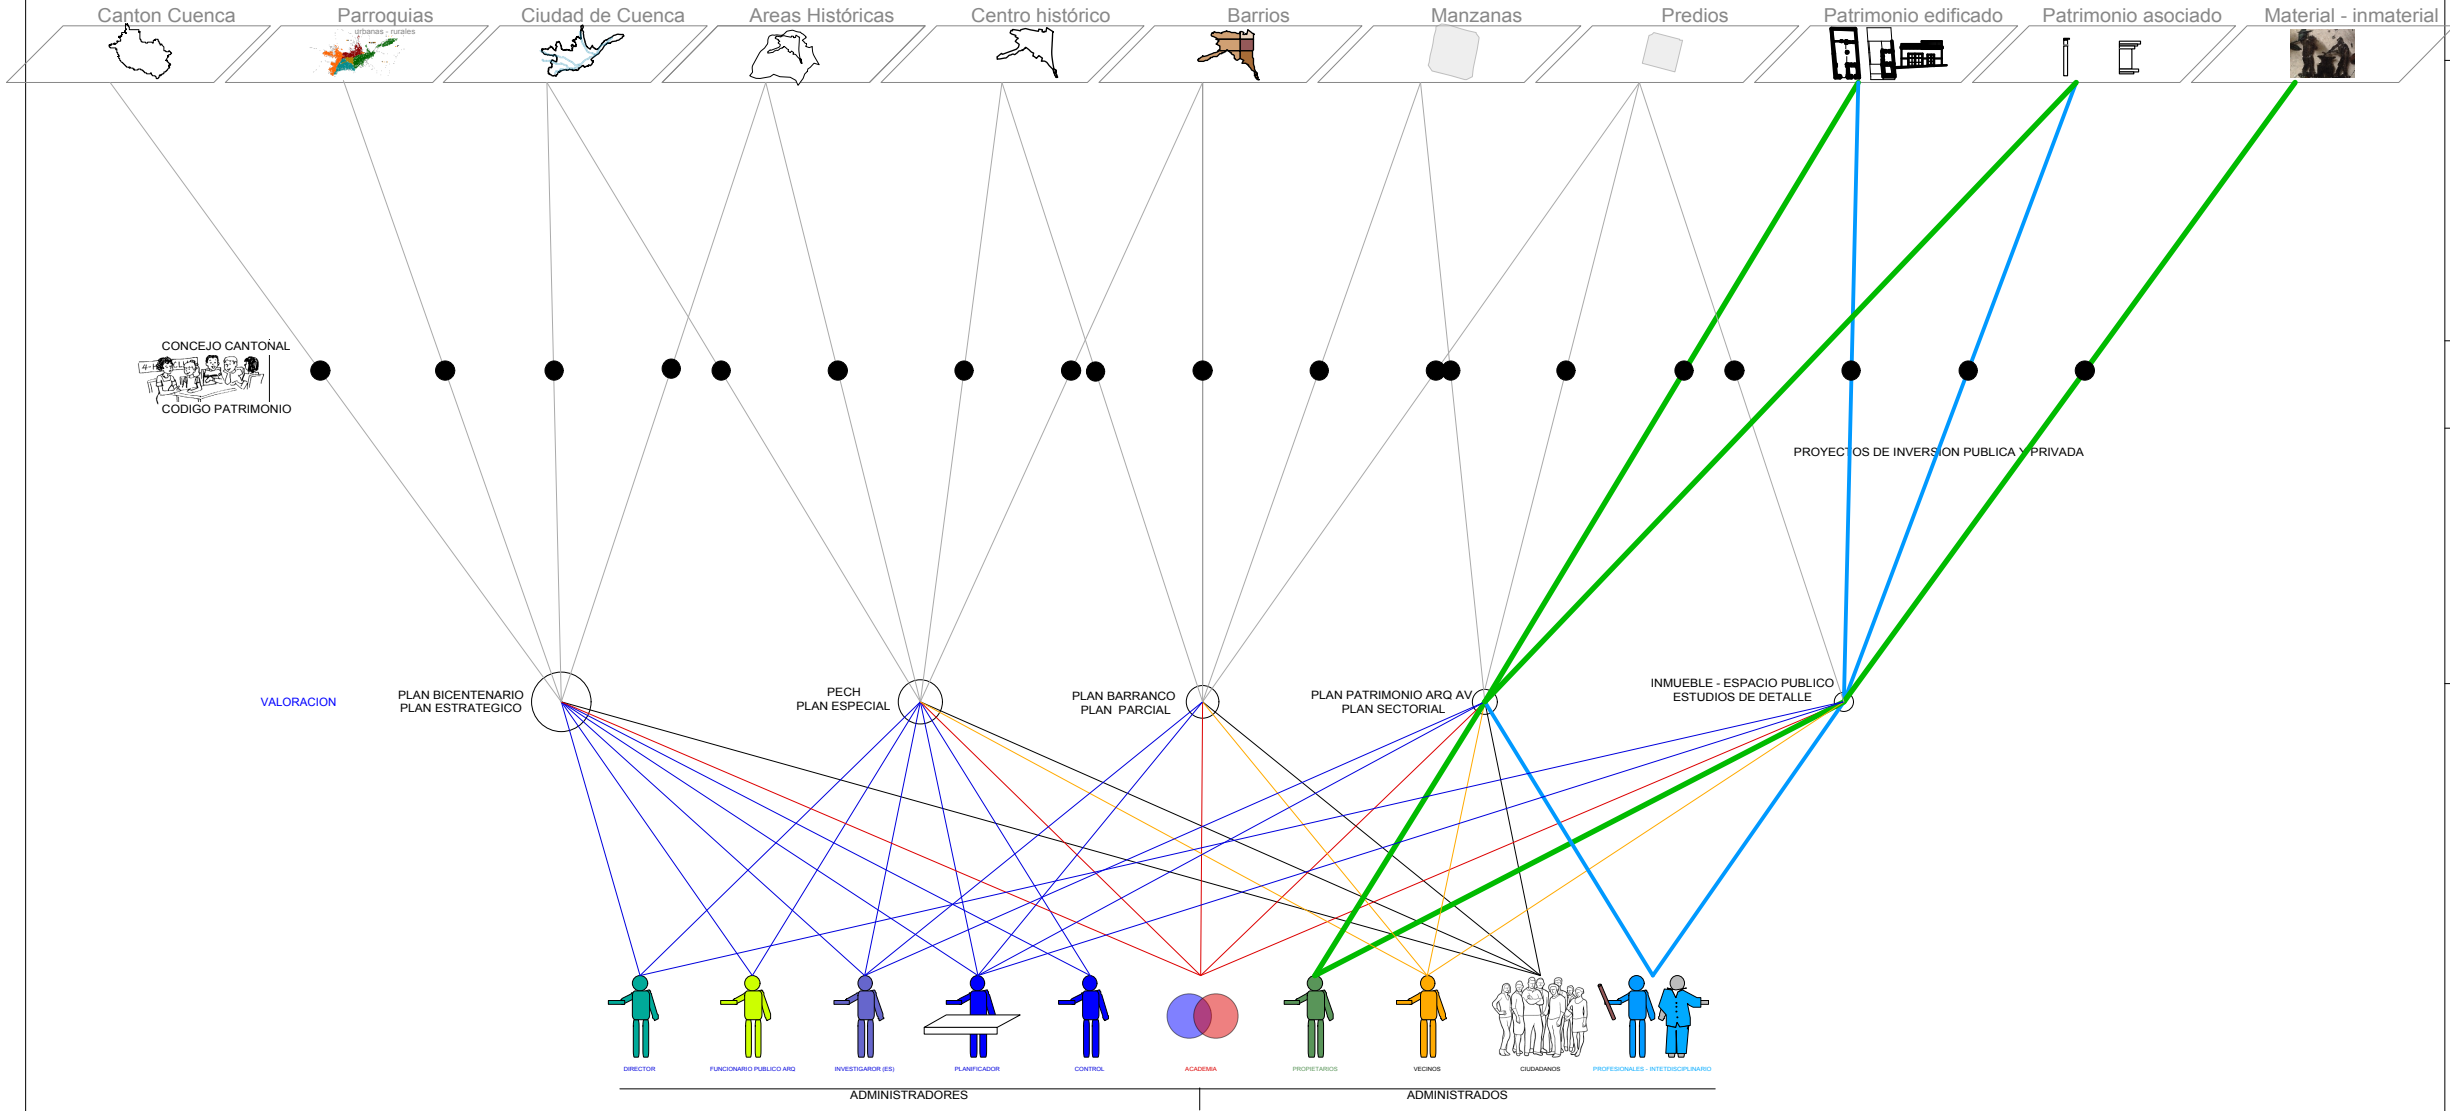 Canton Cuenca
Parroquias
urbanas - rurales
Ciudad de Cuenca
Areas Históricas
Centro histórico
Barrios
Manzanas
Predios
Patrimonio edificado
Patrimonio asociado
Material - inmaterial
CONCEJO CANTONAL
CODIGO PATRIMONIO
PROYECTOS DE INVERSION PUBLICA Y PRIVADA
VALORACION
PLAN BICENTENARIO
PLAN ESTRATEGICO
PECH
PLAN ESPECIAL
PLAN BARRANCO
PLAN PARCIAL
PLAN PATRIMONIO ARQ AV
PLAN SECTORIAL
INMUEBLE - ESPACIO PUBLICO
ESTUDIOS DE DETALLE
DIRECTOR
FUNCIONARIO PUBLICO ARQ
INVESTIGAROR (ES)
PLANIFICADOR
CONTROL
ACADEMIA
PROPIETARIOS
VECINOS
CIUDADANOS
PROFESIONALES - INTETDISCIPLINARIO
ADMINISTRADORES
ADMINISTRADOS